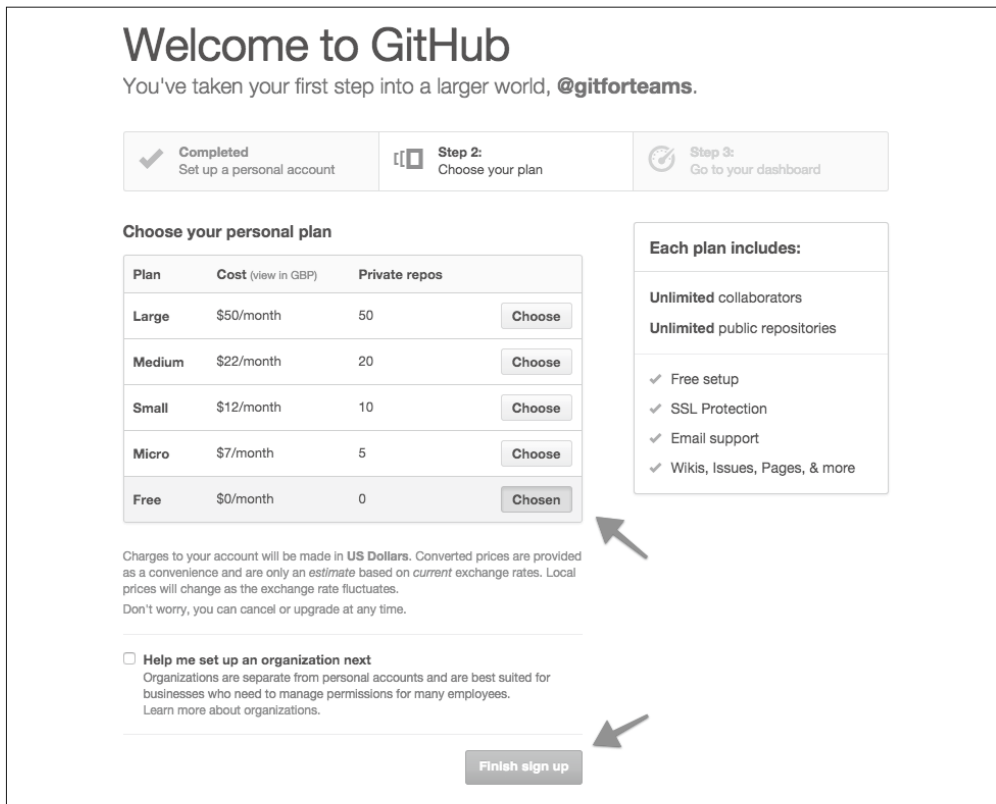 Welcome to GitHub
You've taken your first step into a larger world, @gitforteams.
Completed
Set up a personal account
Step 2:
Choose your plan
Step 3:
Go to your dashboard
Choose your personal plan
Plan Cost (view in GBP) Private repos
Large $50/month 50 Choose
Medium $22/month 20 Choose
Small $12/month 10 Choose
Micro $7/month 5 Choose
Free $0/month 0 Chosen
Each plan includes:
Unlimited collaborators
Unlimited public repositories
Free setup
SSL Protection
Email support
Wikis, Issues, Pages, & more
Charges to your account will be made in US Dollars. Converted prices are provided
as a convenience and are only an estimate based on current exchange rates. Local
prices will change as the exchange rate fluctuates.
Don't worry, you can cancel or upgrade at any time.
Help me set up an organization next
Organizations are separate from personal accounts and are best suited for
businesses who need to manage permissions for many employees.
Learn more about organizations.
Finish sign up